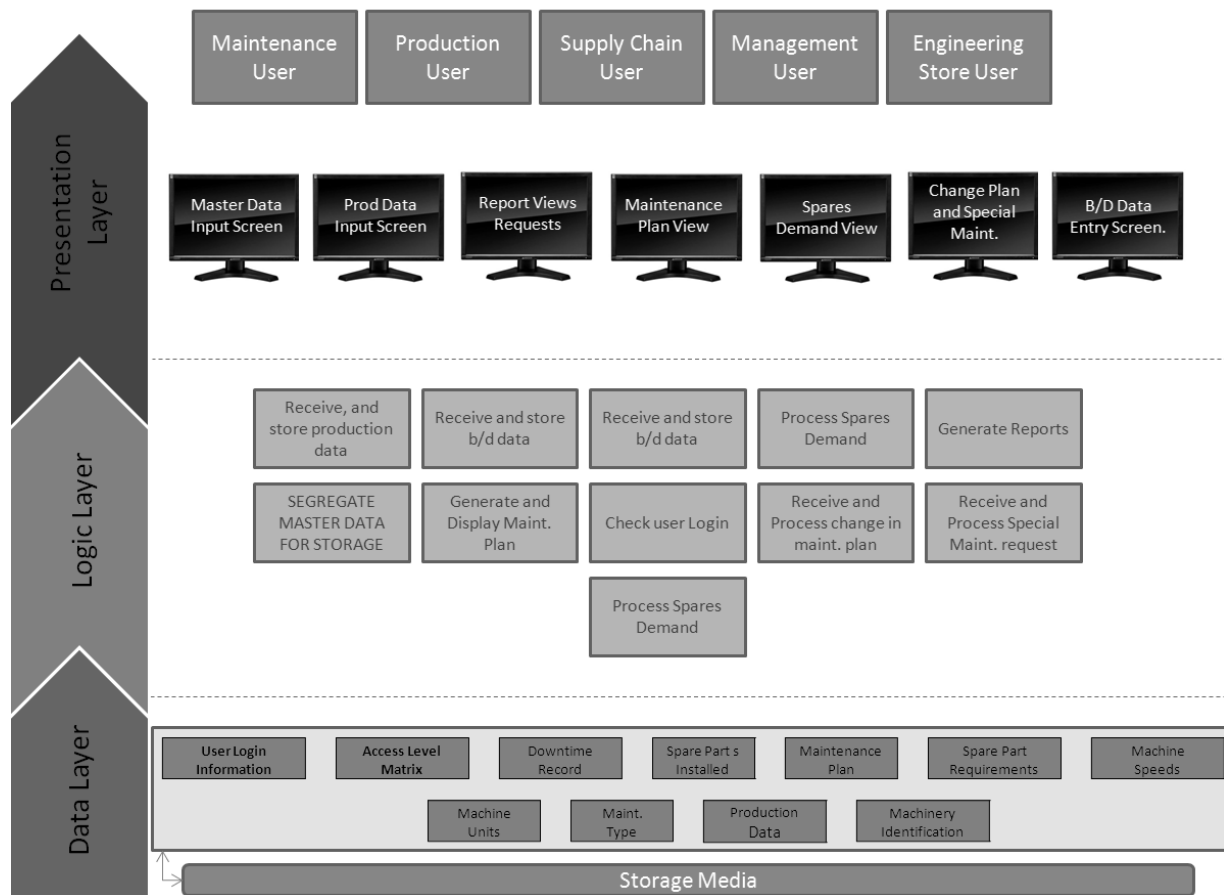 Maintenance
User
Production
User
Supply Chain
User
Management
User
Engineering
Store User
Presentation
Layer
Master Data
Input Screen
Prod Data
Input Screen
Report Views
Requests
Maintenance
Plan View
Spares
Demand View
Change Plan
and Special
Maint.
B/D Data
Entry Screen.
Logic Layer
Receive, and
store production
data
Receive and store
b/d data
Receive and store
b/d data
Process Spares
Demand
Generate Reports
SEGREGATE
MASTER DATA
FOR STORAGE
Generate and
Display Maint.
Plan
Check user Login
Receive and
Process change in
maint. plan
Receive and
Process Special
Maint. request
Process Spares
Demand
Data Layer
User Login
Information
Access Level
Matrix
Downtime
Record
Spare Part s
Installed
Maintenance
Plan
Spare Part
Requirements
Machine
Speeds
Machine
Units
Maint.
Type
Production
Data
Machinery
Identification
Storage Media